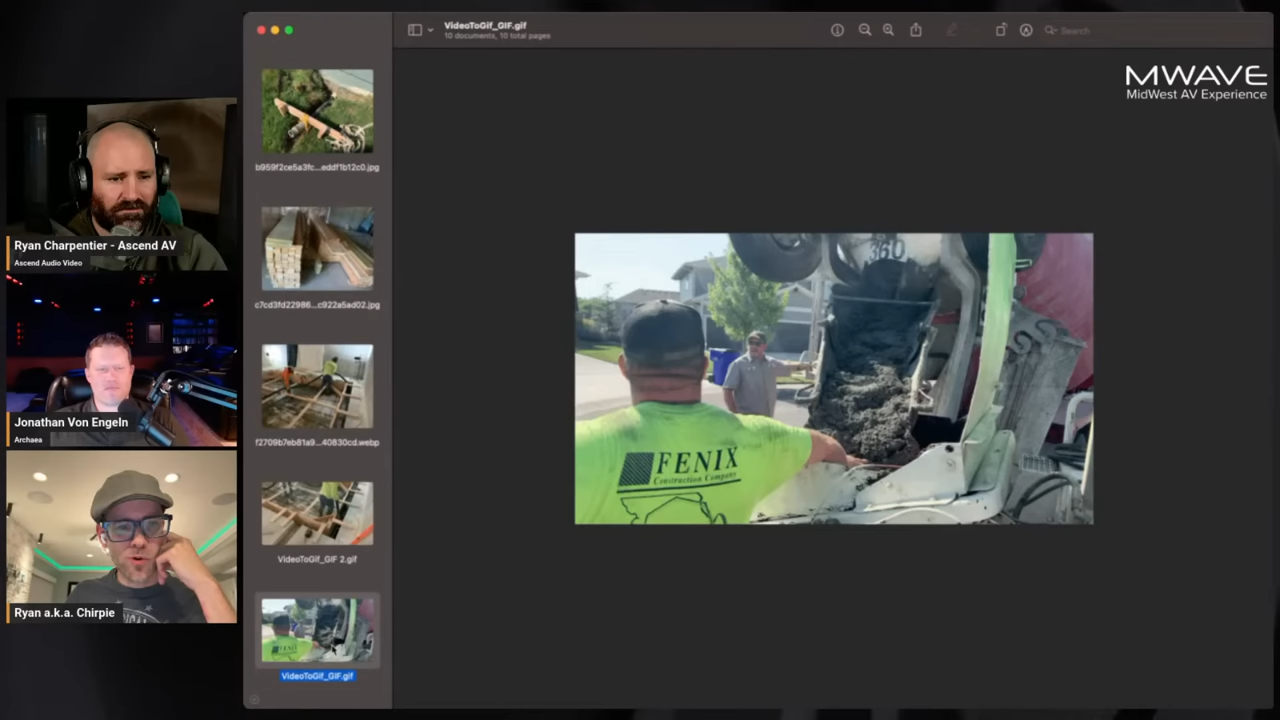 VideoToGif_GIF.gif
10 documents, 10 total pages
Search
MWAVE
MidWest AV Experience
b959f2ce5a3fc...eddf1b12c0.jpg
c7cd3fd22986...c922a5ad02.jpg
f2709b7eb81a9...40830cd.webp
VideoToGif_GIF 2.gif
VideoToGif_GIF.gif
360
FENIX
Construction Company
FENIX
Ryan Charpentier - Ascend AV
Ascend Audio Video
Jonathan Von Engeln
Archaea
Ryan a.k.a. Chirpie